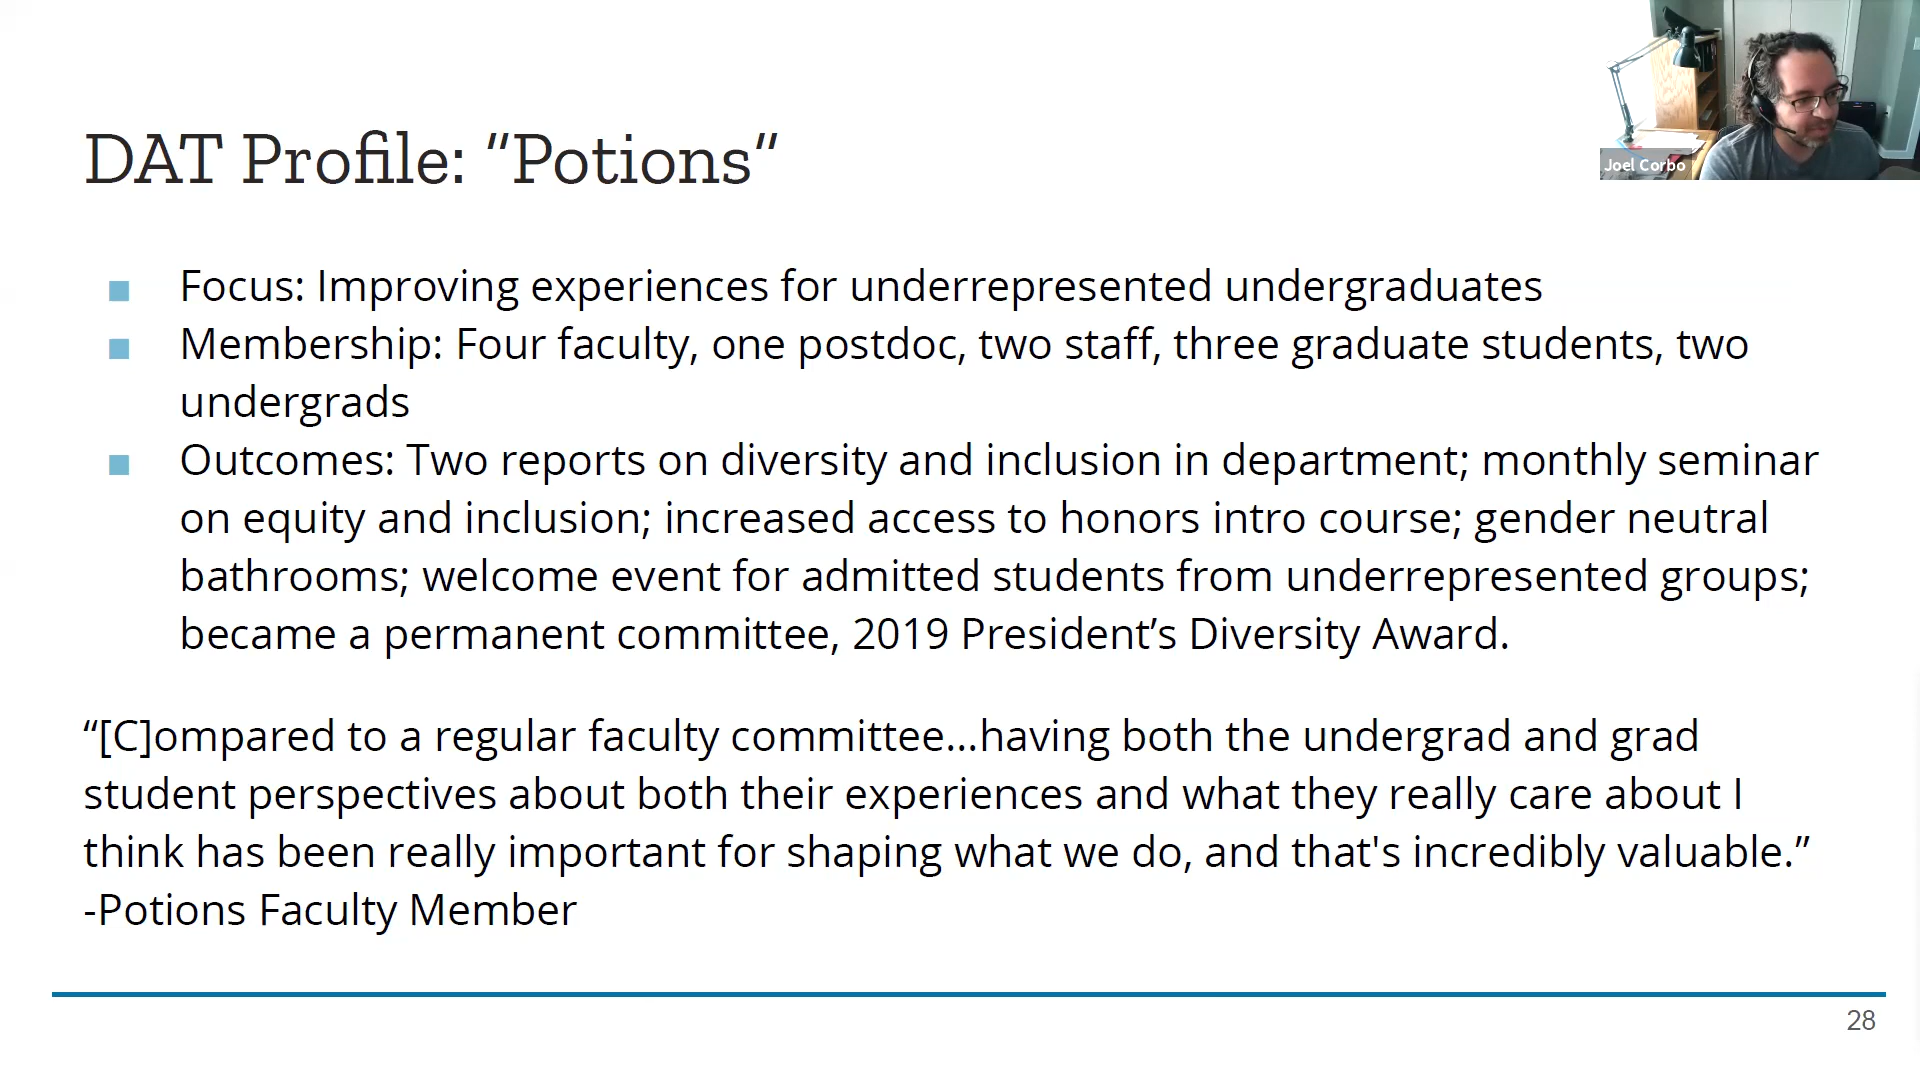 DAT Profile: “Potions“
Joel Corbo
Focus: Improving experiences for underrepresented undergraduates
Membership: Four faculty, one postdoc, two staff, three graduate students, two
undergrads
Outcomes: Two reports on diversity and inclusion in department; monthly seminar
on equity and inclusion; increased access to honors intro course; gender neutral
bathrooms; welcome event for admitted students from underrepresented groups;
became a permanent committee, 2019 President’s Diversity Award.
“[C]ompared to a regular faculty committee...having both the undergrad and grad
student perspectives about both their experiences and what they really care about I
think has been really important for shaping what we do, and that's incredibly valuable.”
-Potions Faculty Member
28